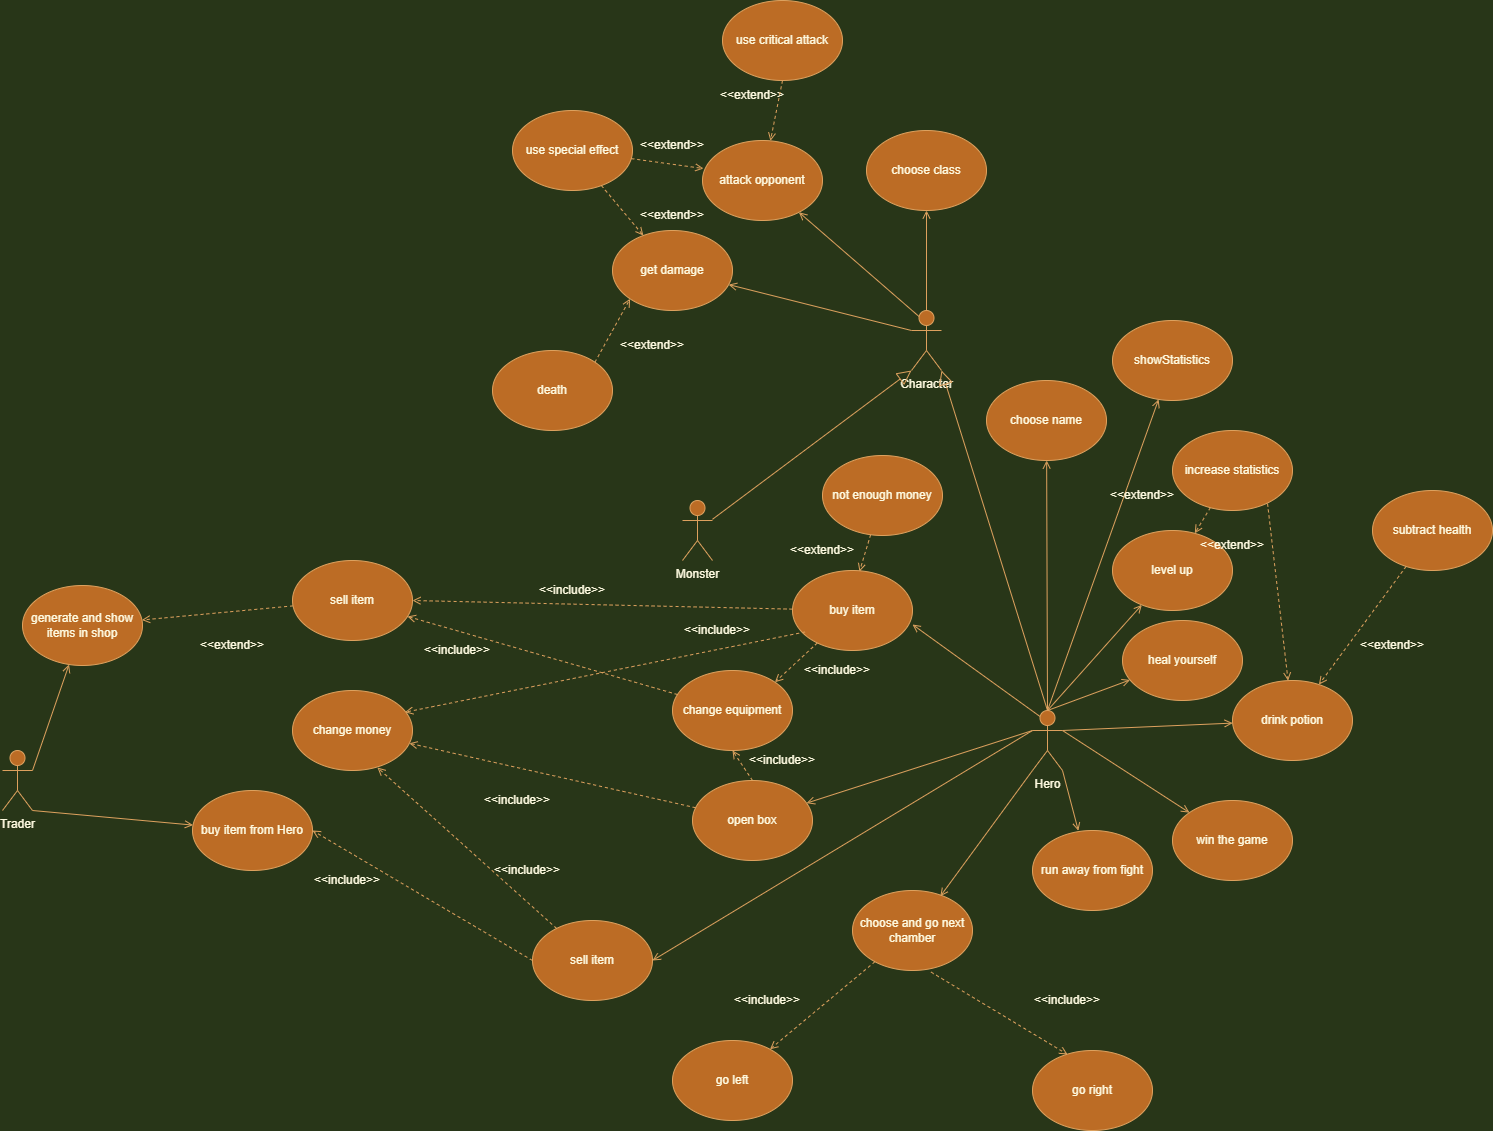 use critical attack
<<extend>>
use special effect
<<extend>>
attack opponent
choose class
<<extend>>
get damage
<<extend>>
death
Character
showStatistics
choose name
increase statistics
not enough money
<<extend>>
subtract health
<<extend>>
<<extend>>
level up
Monster
<<include>>
sell item
buy item
generate and show
items in shop
<<extend>>
<<include>>
<<include>>
<<include>>
<<extend>>
heal yourself
change equipment
drink potion
change money
<<include>>
Hero
<<include>>
open box
Trader
buy item from Hero
win the game
<<include>>
<<include>>
run away from fight
choose and go next
chamber
sell item
<<include>>
<<include>>
go left
go right